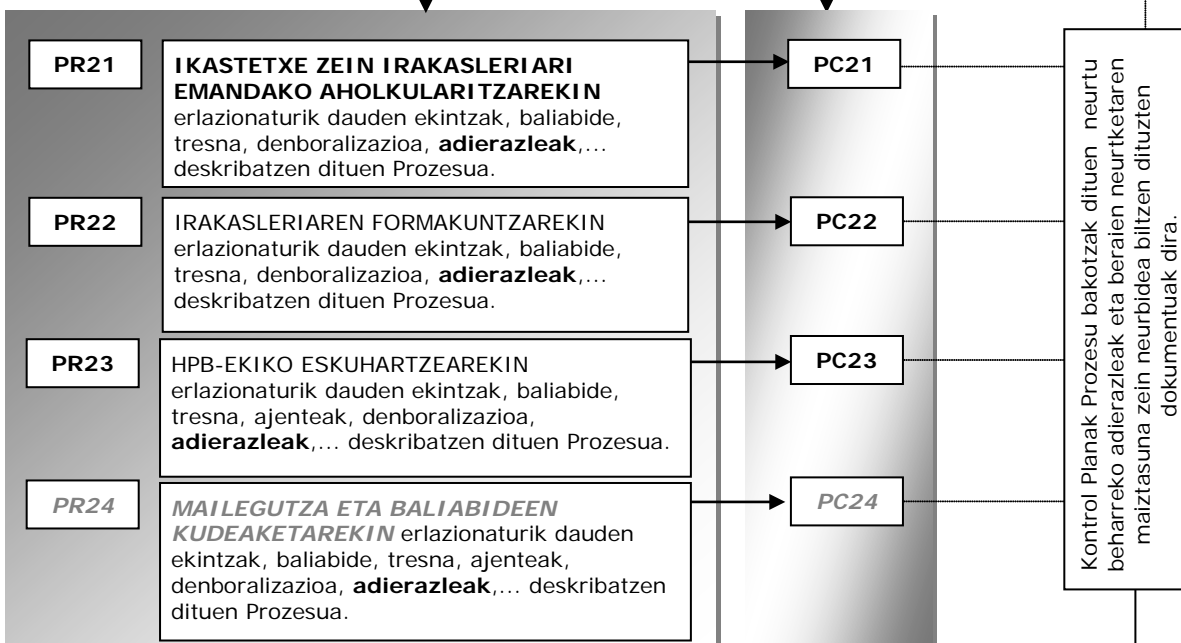 PR21
IKASTETXE ZEIN IRAKASLERIARI
EMANDAKO AHOLKULARITZAREKIN
erlazionaturik dauden ekintzak, baliabide,
tresna, denboralizazioa, adierazleak,...
deskribatzen dituen Prozesua.
PC21
PR22
IRAKASLERIAREN FORMAKUNTZAREKIN
erlazionaturik dauden ekintzak, baliabide,
tresna, denboralizazioa, adierazleak,...
deskribatzen dituen Prozesua.
PC22
PR23
HPB-EKIKO ESKUHARTZEAREKIN
erlazionaturik dauden ekintzak, baliabide,
tresna, ajenteak, denboralizazioa,
adierazleak,... deskribatzen dituen Prozesua.
PC23
PR24
MAILEGUTZA ETA BALIABIDEEN
KUDEAKETAREKIN erlazionaturik dauden
ekintzak, baliabide, tresna, ajenteak,
denboralizazioa, adierazleak,... deskribatzen
dituen Prozesua.
PC24
Kontrol Planak Prozesu bakotzak dituen neurtu
beharreko adierazleak eta beraien neurtketaren
maiztasuna zein neurbidea biltzen dituzten
dokumentuak dira.